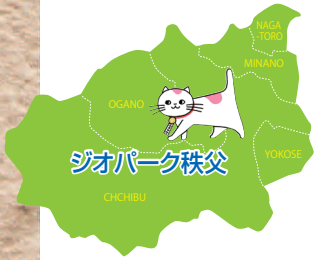 NAGA
-TORO
MINANO
OGANO
YOKOSE
ジオパーク秩父
CHCHIBU